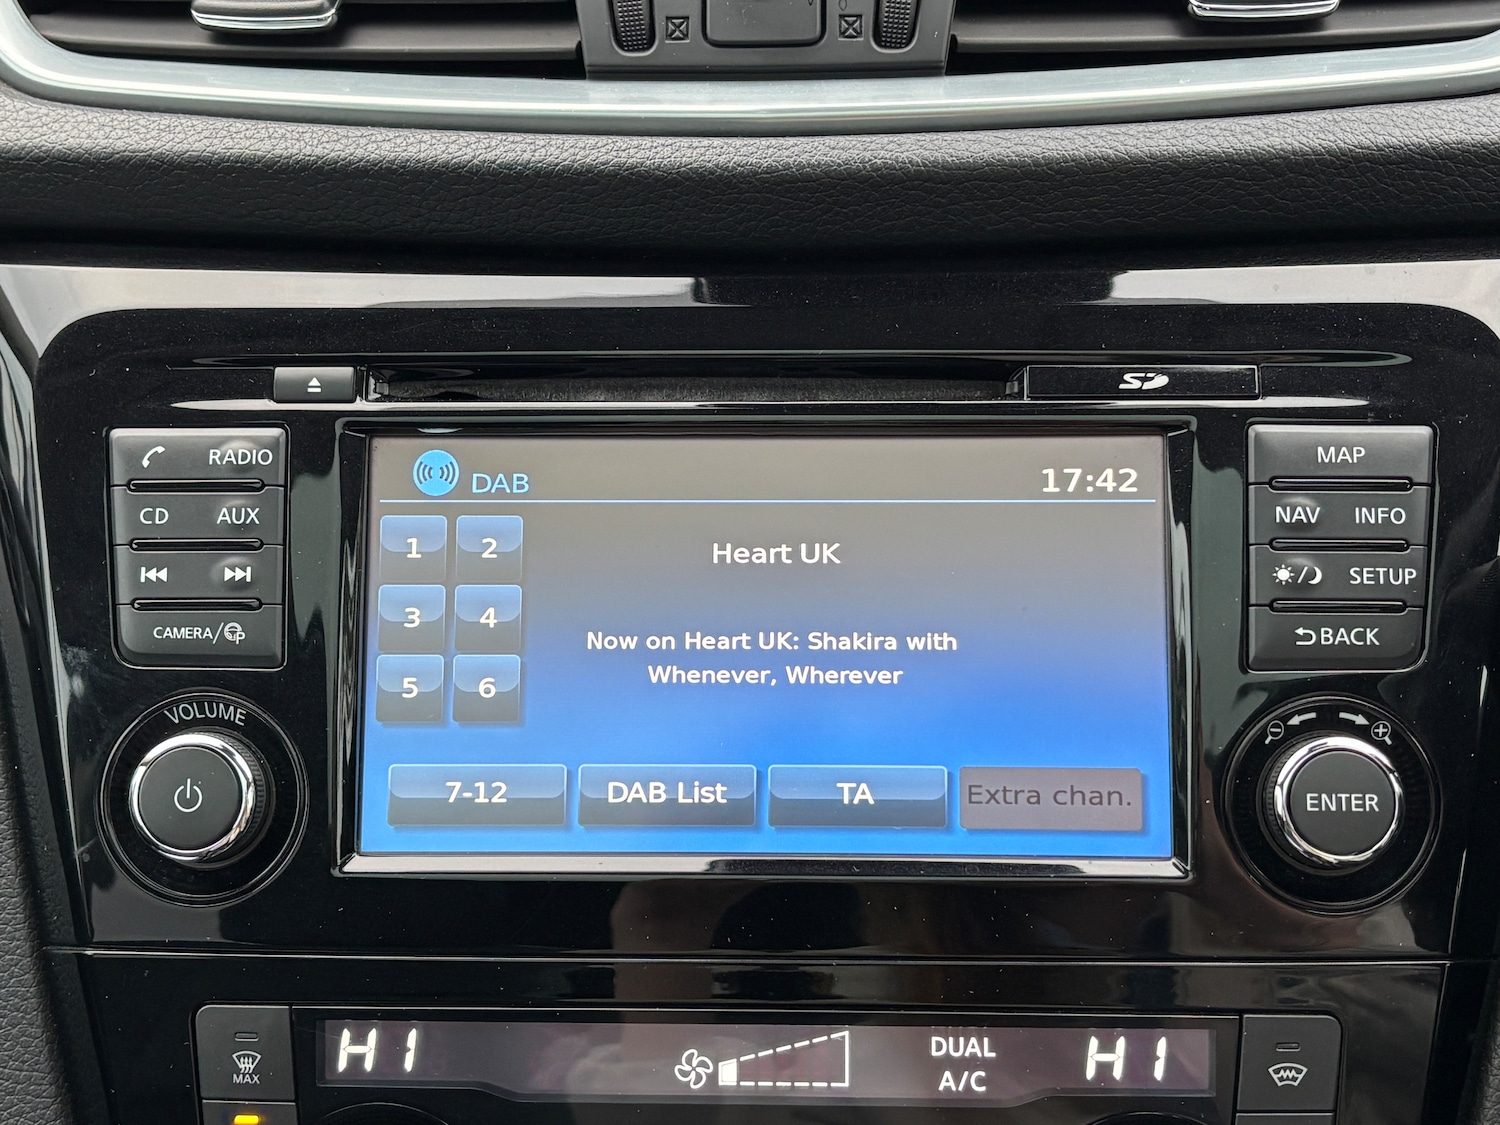 SD
RADIO
CD AUX
CAMERA/
VOLUME
DAB
17:42
1 2
3 4
5 6
Heart UK
Now on Heart UK: Shakira with
Whenever, Wherever
7-12
DAB List
TA
Extra chan.
MAP
NAV INFO
SETUP
BACK
ENTER
MAX
HI
DUAL
A/C
HI